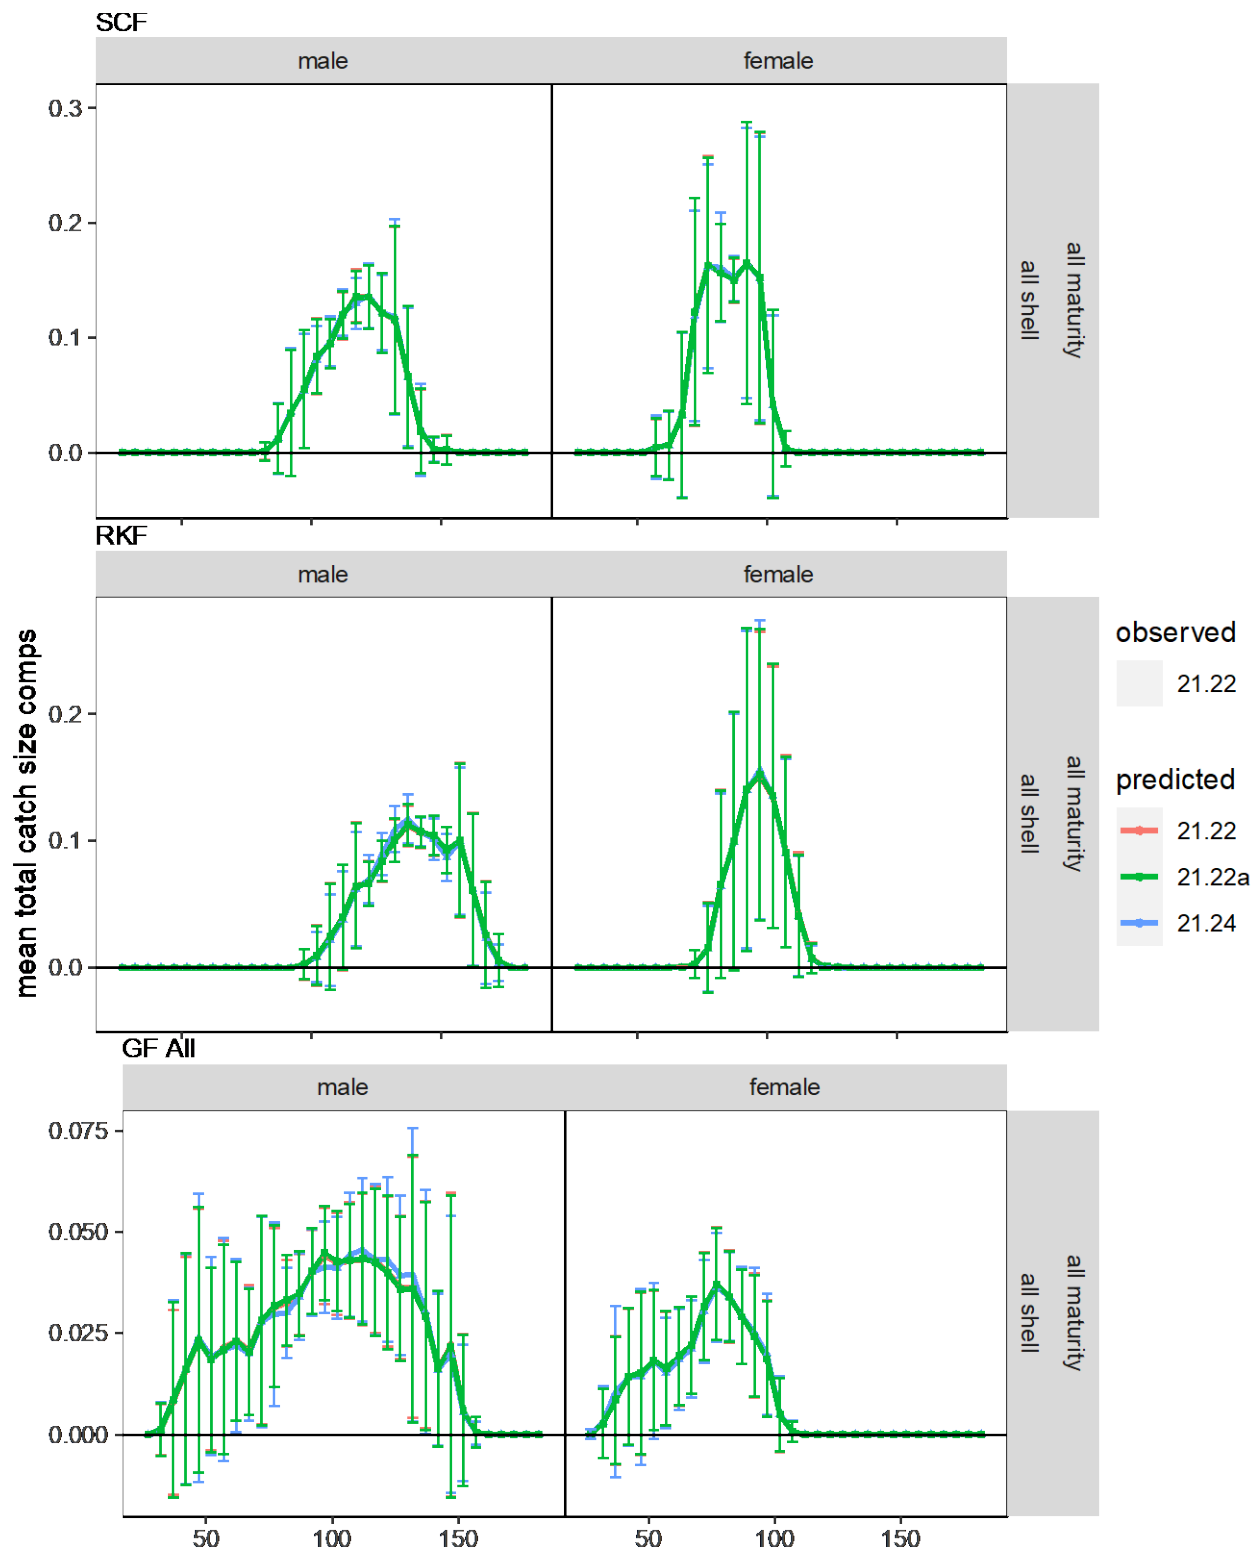 SCF
male female
0.3
0.2
0.1
0.0
all shell
all maturity
RKF
male female
0.2
0.1
0.0
all shell
all maturity
mean total catch size comps
observed
21.22
predicted
21.22
21.22a
21.24
GF All
male female
0.075
0.050
0.025
0.000
all shell
all maturity
50 100 150 50 100 150